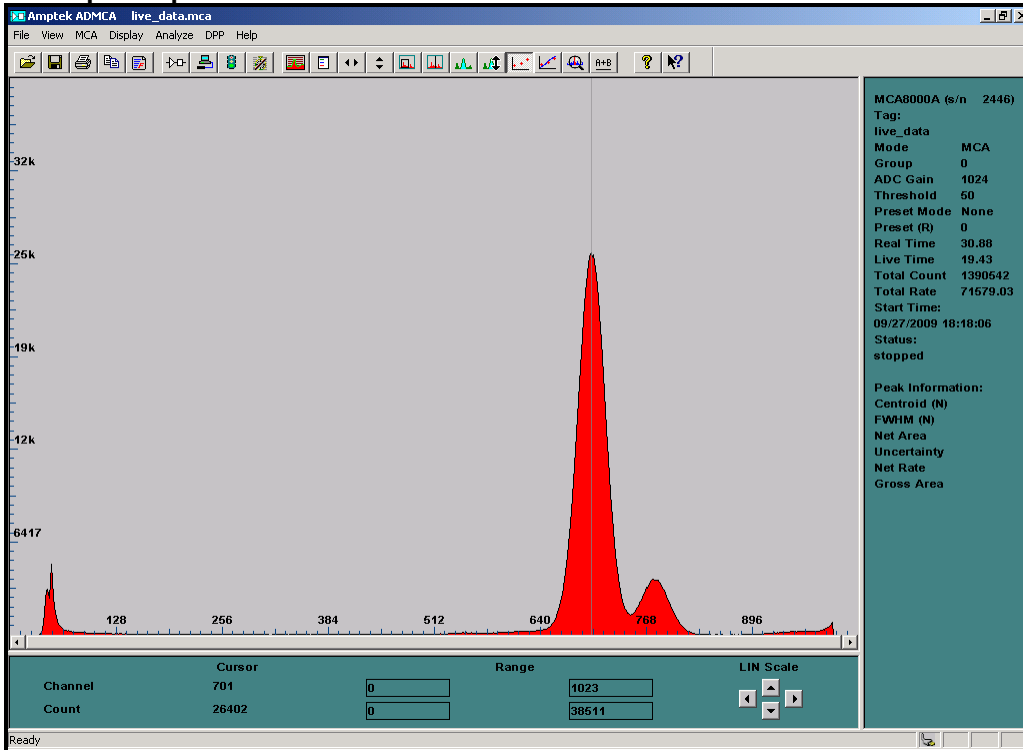 Amptek ADMCA live_data.mca
File View MCA Display Analyze DPP Help
A+B
MCA8000A (s/n 2446)
Tag:
live_data
Mode MCA
Group 0
ADC Gain 1024
Threshold 50
Preset Mode None
Preset (R) 0
Real Time 30.88
Live Time 19.43
Total Count 1390642
Total Rate 71579.03
Start Time:
09/27/2009 18:18:06
Status:
stopped
Peak Information:
Centroid (N)
FWHM (N)
Net Area
Uncertainty
Net Rate
Gross Area
32k
25k
19k
12k
6417
128 256 384 512 640 768 896
Cursor Range LIN Scale
Channel 701 0 1023
Count 26402 0 38511
Ready